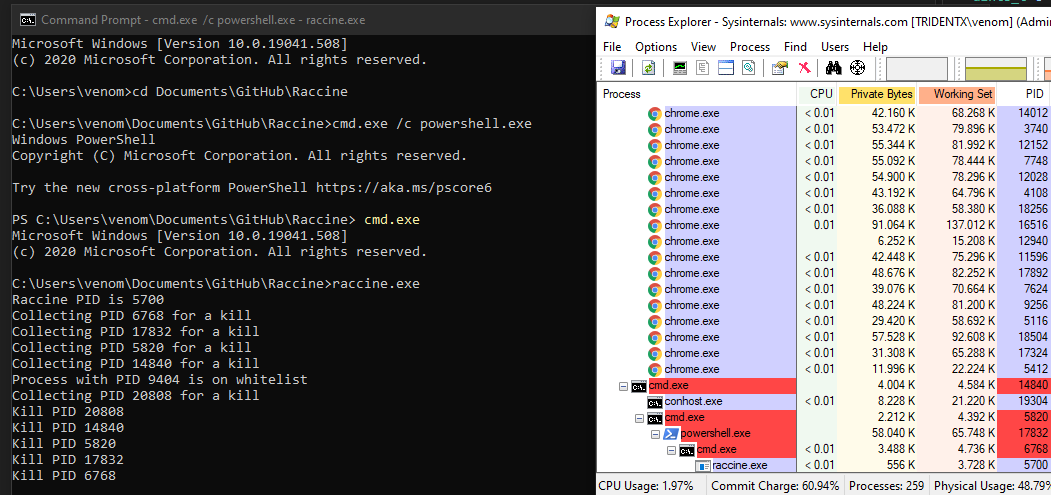 Command Prompt - cmd.exe /c powershell.exe - raccine.exe
Microsoft Windows [Version 10.0.19041.508]
(c) 2020 Microsoft Corporation. All rights reserved.
C:\Users\venom>cd Documents\GitHub\Raccine
C:\Users\venom\Documents\GitHub\Raccine>cmd.exe /c powershell.exe
Windows PowerShell
Copyright (C) Microsoft Corporation. All rights reserved.
Try the new cross-platform PowerShell https://aka.ms/pscore6
PS C:\Users\venom\Documents\GitHub\Raccine> cmd.exe
Microsoft Windows [Version 10.0.19041.508]
(c) 2020 Microsoft Corporation. All rights reserved.
C:\Users\venom\Documents\GitHub\Raccine>raccine.exe
Raccine PID is 5700
Collecting PID 6768 for a kill
Collecting PID 17832 for a kill
Collecting PID 5820 for a kill
Collecting PID 14840 for a kill
Process with PID 9404 is on whitelist
Collecting PID 20808 for a kill
Kill PID 20808
Kill PID 14840
Kill PID 5820
Kill PID 17832
Kill PID 6768
Process Explorer - Sysinternals: www.sysinternals.com [TRIDENTX\venom] (Admin
File Options View Process Find Users Help
Process CPU Private Bytes Working Set PID
chrome.exe < 0.01 42.160 K 68.268 K 14012
chrome.exe < 0.01 53.472 K 79.896 K 3740
chrome.exe < 0.01 55.344 K 81.992 K 12152
chrome.exe < 0.01 55.092 K 78.444 K 7748
chrome.exe < 0.01 54.900 K 78.296 K 12028
chrome.exe < 0.01 43.192 K 64.796 K 4108
chrome.exe < 0.01 36.088 K 58.380 K 18256
chrome.exe 0.01 91.064 K 137.012 K 16516
chrome.exe 6.252 K 15.208 K 12940
chrome.exe < 0.01 42.448 K 75.296 K 11596
chrome.exe < 0.01 48.676 K 82.252 K 17892
chrome.exe < 0.01 39.076 K 70.664 K 7624
chrome.exe < 0.01 48.224 K 81.200 K 9256
chrome.exe < 0.01 29.420 K 58.692 K 5116
chrome.exe < 0.01 57.528 K 92.608 K 18504
chrome.exe < 0.01 31.308 K 65.288 K 17324
chrome.exe < 0.01 11.996 K 22.224 K 5412
cmd.exe 4.004 K 4.584 K 14840
conhost.exe < 0.01 8.228 K 21.220 K 19304
cmd.exe 2.212 K 4.392 K 5820
powershell.exe 58.040 K 65.748 K 17832
cmd.exe < 0.01 3.488 K 4.736 K 6768
raccine.exe < 0.01 556 K 3.728 K 5700
CPU Usage: 1.97% Commit Charge: 60.94% Processes: 259 Physical Usage: 48.79%